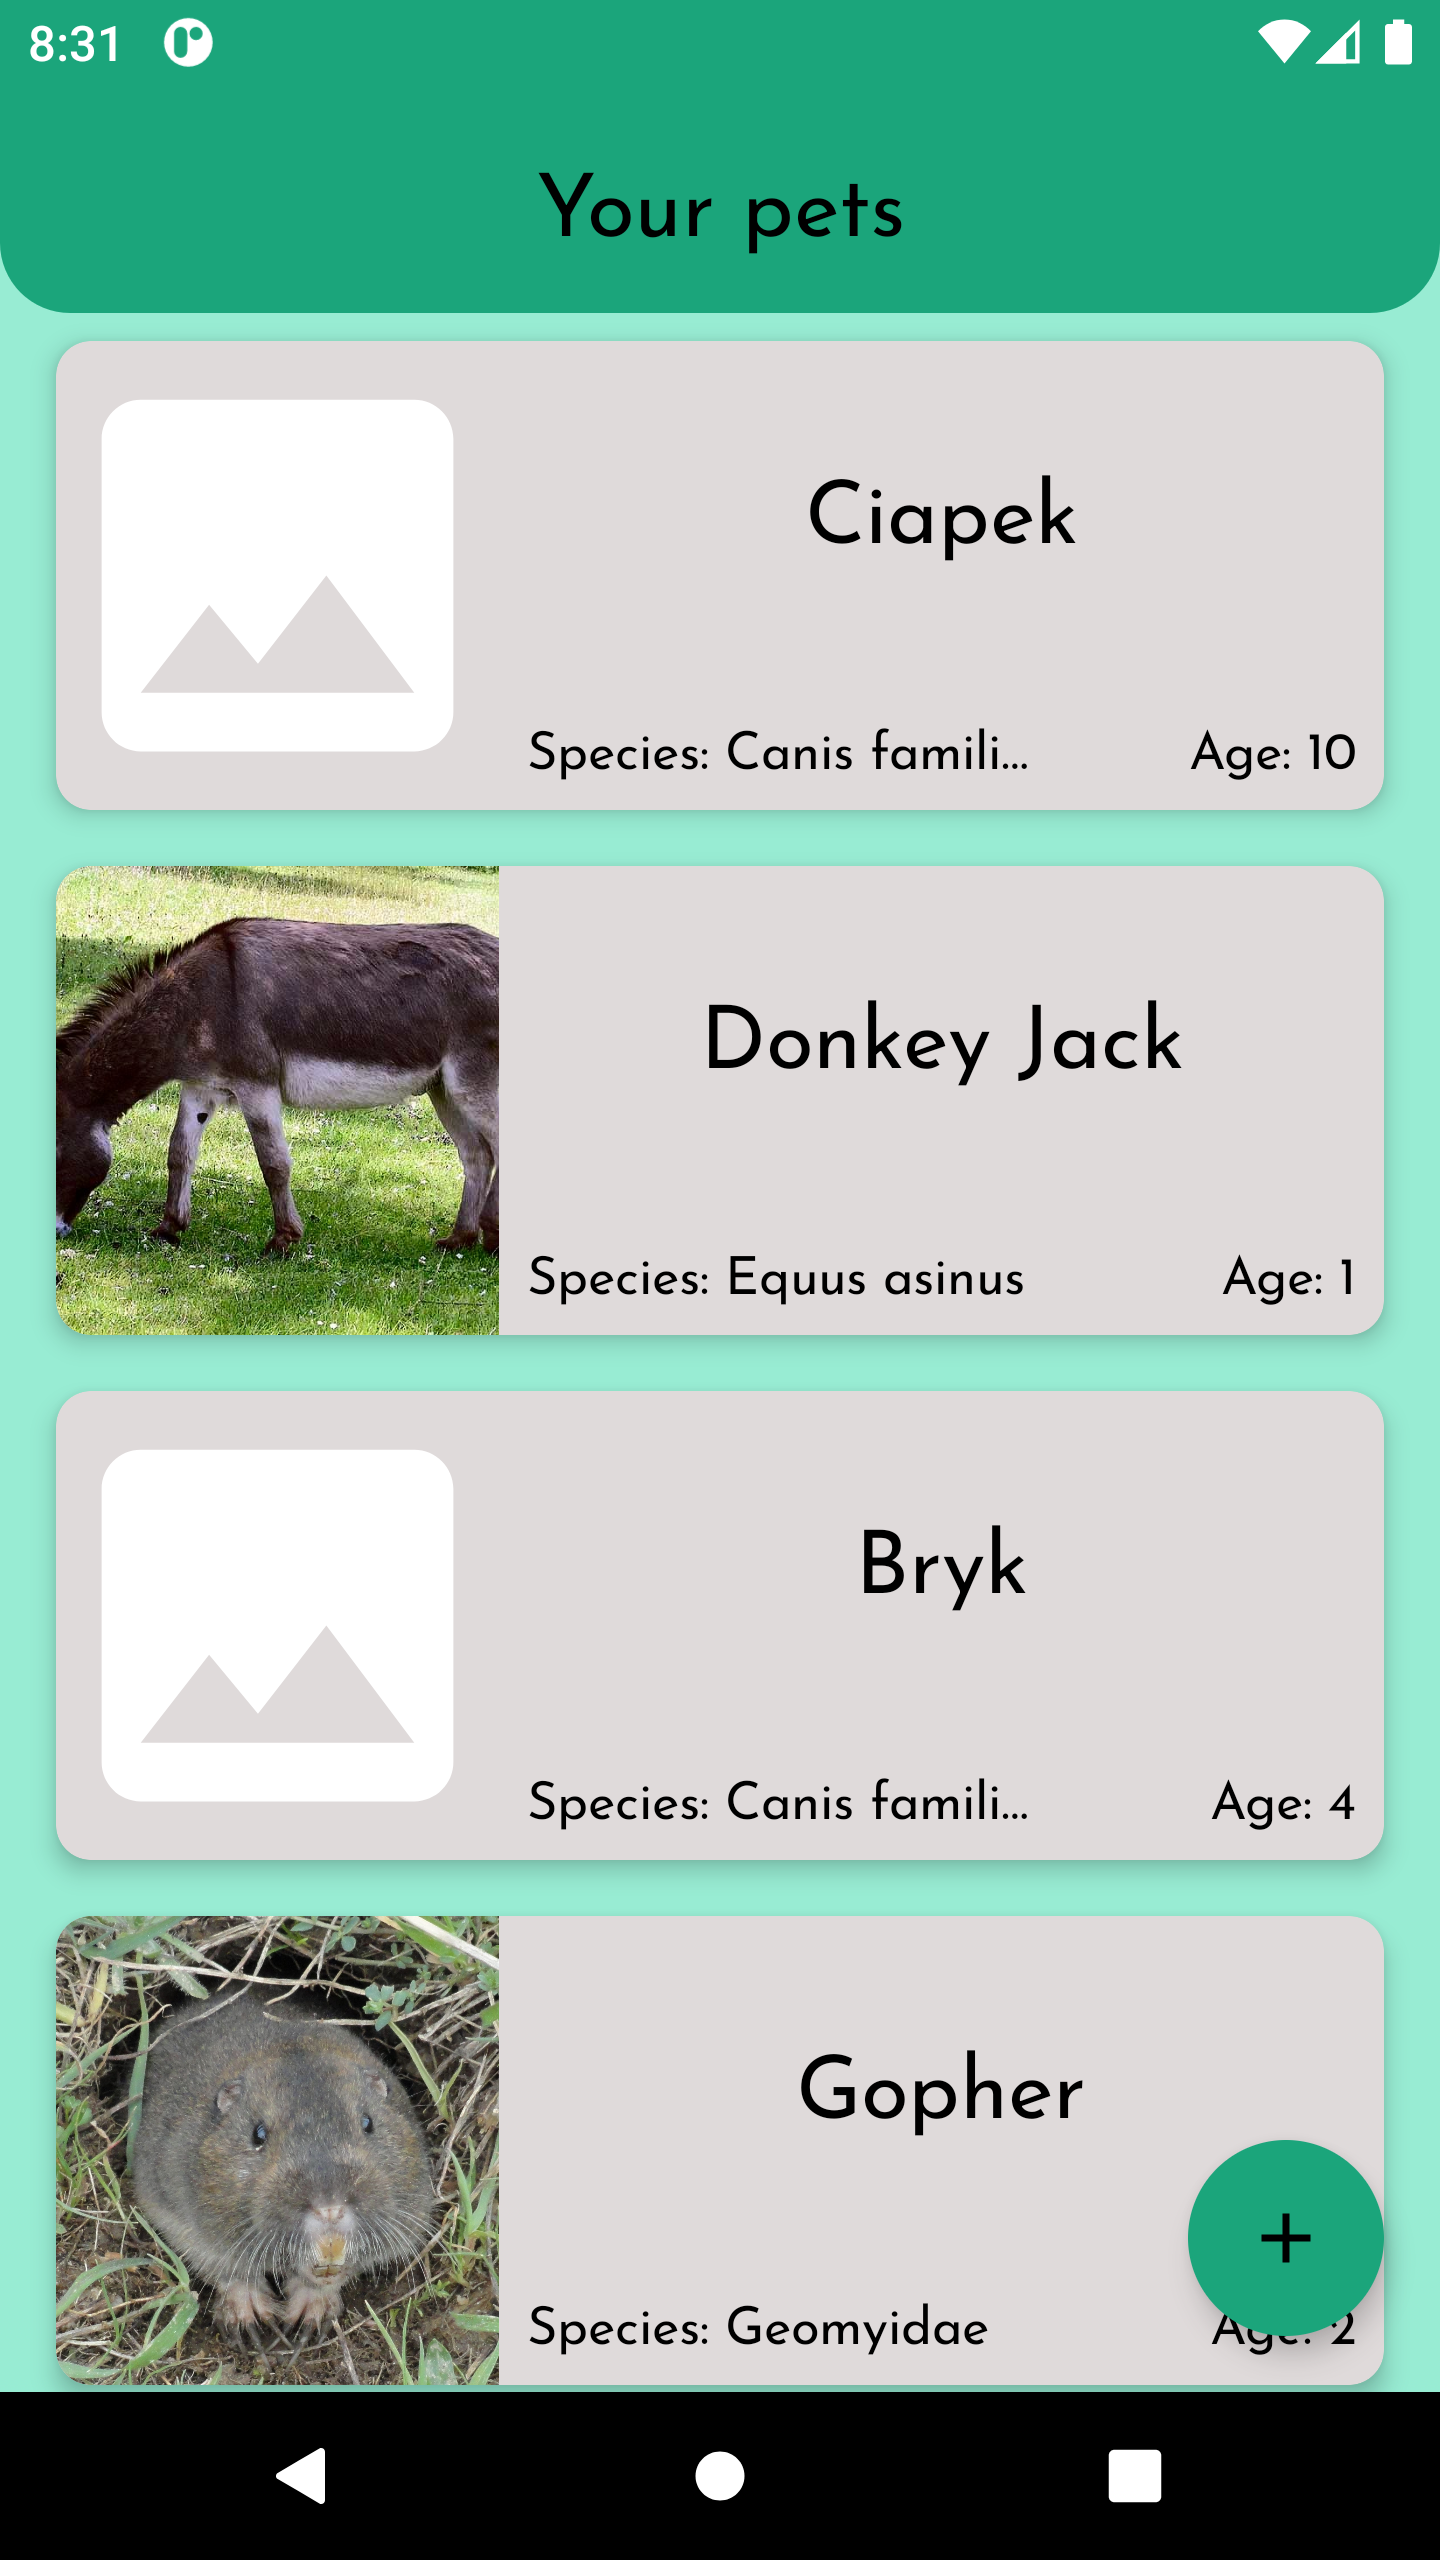 8:31
Your pets
Ciapek
Species: Canis famili...
Age: 10
Donkey Jack
Species: Equus asinus
Age: 1
Bryk
Species: Canis famili...
Age: 4
Gopher
Species: Geomyidae
Age: 2